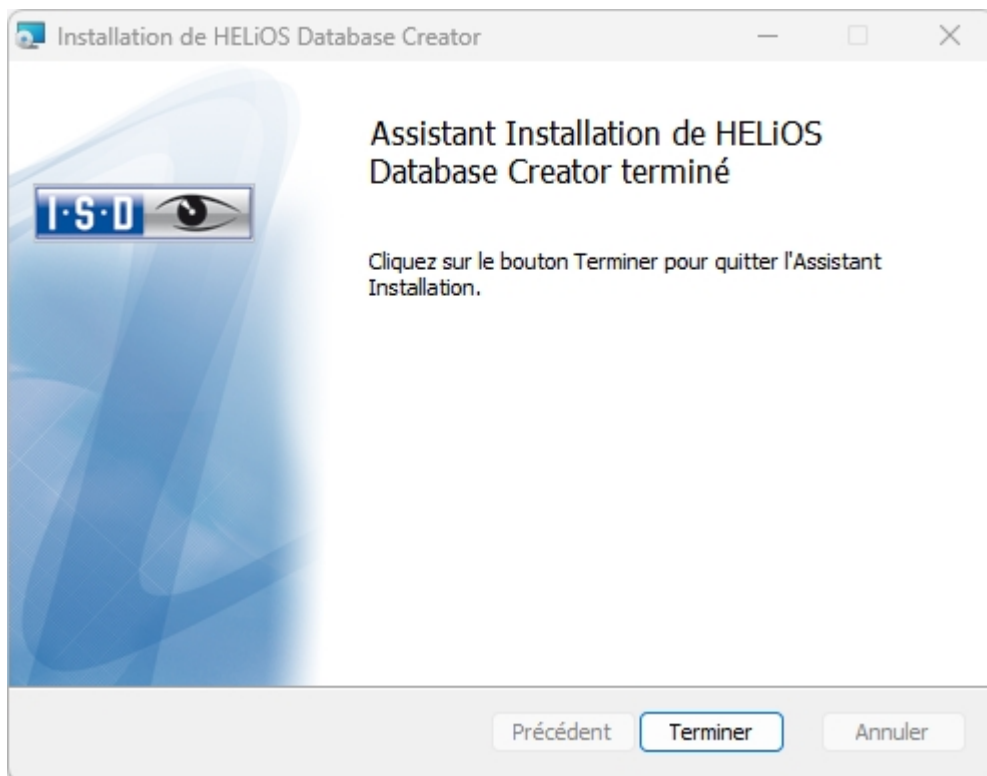 Installation de HELiOS Database Creator
Assistant Installation de HELiOS
Database Creator terminé
I·S·D
Cliquez sur le bouton Terminer pour quitter l'Assistant
Installation.
Précédent
Terminer
Annuler